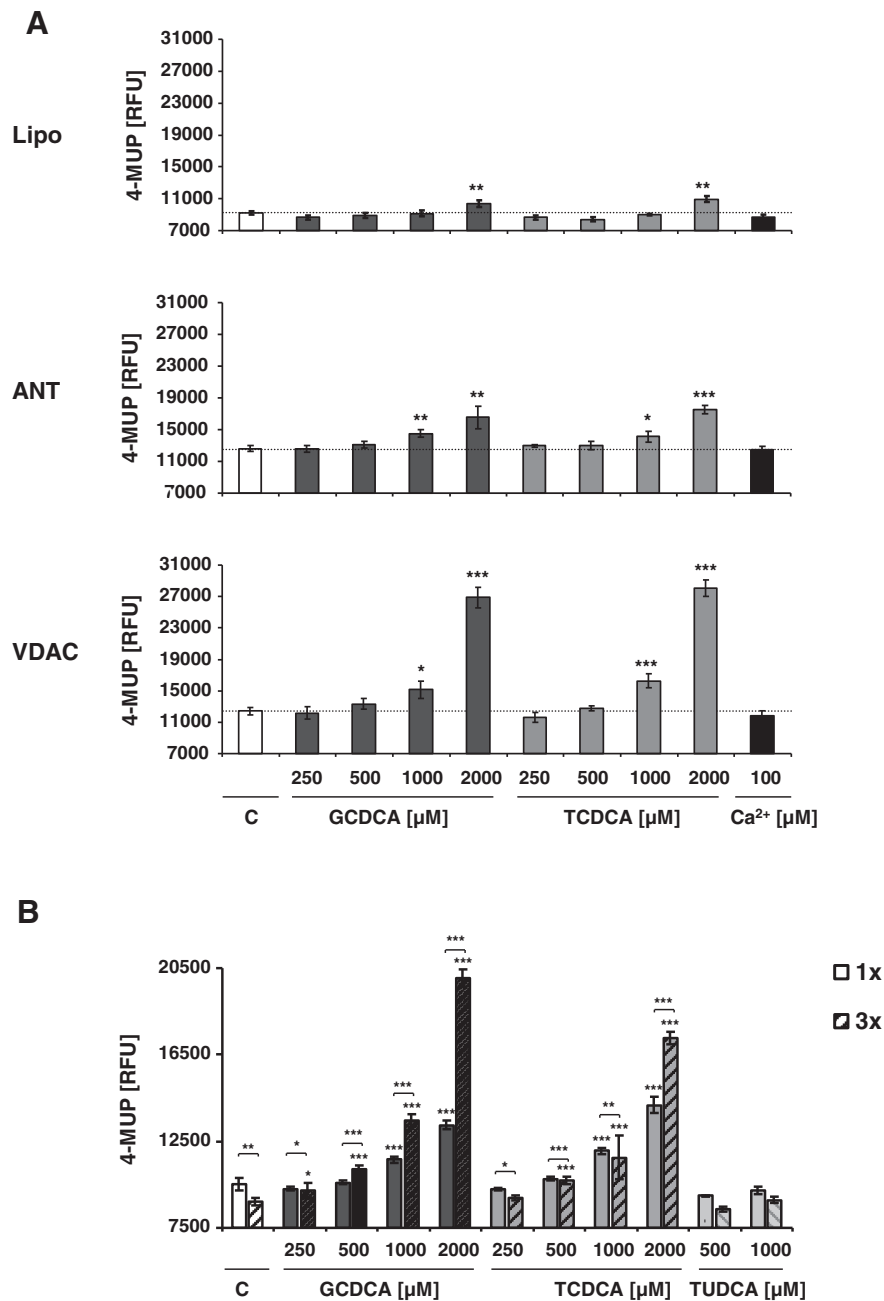 A
Lipo
4-MUP [RFU]
31000
27000
23000
19000
15000
11000
7000
** **
ANT
4-MUP [RFU]
31000
27000
23000
19000
15000
11000
7000
** ** * ***
VDAC
4-MUP [RFU]
31000
27000
23000
19000
15000
11000
7000
* *** *** ***
250 500 1000 2000 250 500 1000 2000 100
C GCDCA [µM] TCDCA [µM] Ca²⁺ [µM]
B
4-MUP [RFU]
20500
16500
12500
7500
1x
3x
** * * *** *** *** *** *** *** *** *** * *** *** ** *** *** *** *** ***
250 500 1000 2000 250 500 1000 2000 500 1000
C GCDCA [µM] TCDCA [µM] TUDCA [µM]